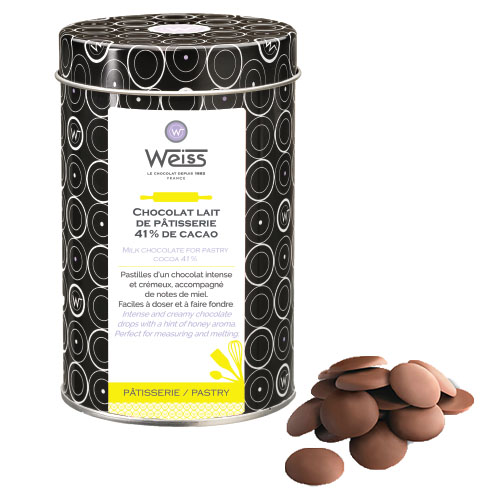 W
Weiss
LE CHOCOLAT DEPUIS 1882
FRANCE
CHOCOLAT LAIT
DE PÂTISSERIE
41% DE CACAO
MILK CHOCOLATE FOR PASTRY
COCOA 41%
Pastilles d'un chocolat intense
et crémeux, accompagné
de notes de miel.
Faciles à doser et à faire fondre.
Intense and creamy chocolate
drops with a hint of honey aroma.
Perfect for measuring and melting.
PÂTISSERIE / PASTRY